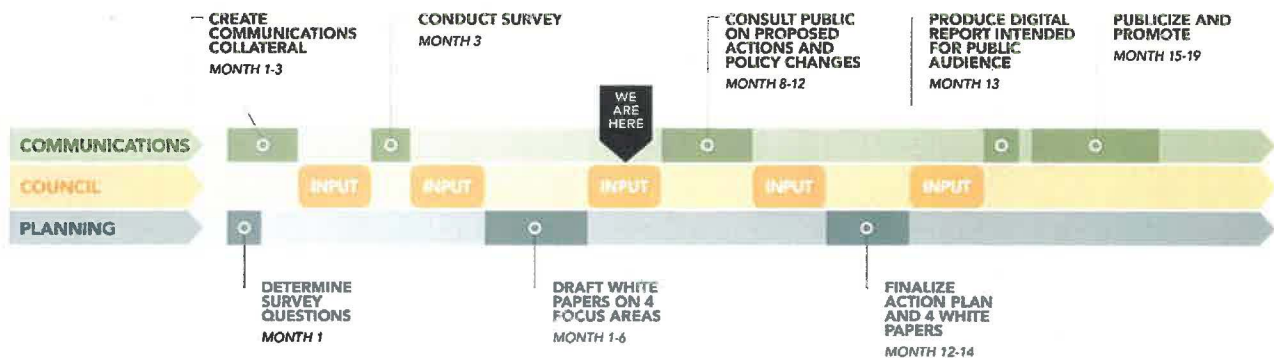 CREATE
COMMUNICATIONS
COLLATERAL
MONTH 1-3
CONDUCT SURVEY
MONTH 3
CONSULT PUBLIC
ON PROPOSED
ACTIONS AND
POLICY CHANGES
MONTH 8-12
PRODUCE DIGITAL
REPORT INTENDED
FOR PUBLIC
AUDIENCE
MONTH 13
PUBLICIZE AND
PROMOTE
MONTH 15-19
WE
ARE
HERE
COMMUNICATIONS
COUNCIL
INPUT
INPUT
INPUT
INPUT
INPUT
PLANNING
DETERMINE
SURVEY
QUESTIONS
MONTH 1
DRAFT WHITE
PAPERS ON 4
FOCUS AREAS
MONTH 1-6
FINALIZE
ACTION PLAN
AND 4 WHITE
PAPERS
MONTH 12-14